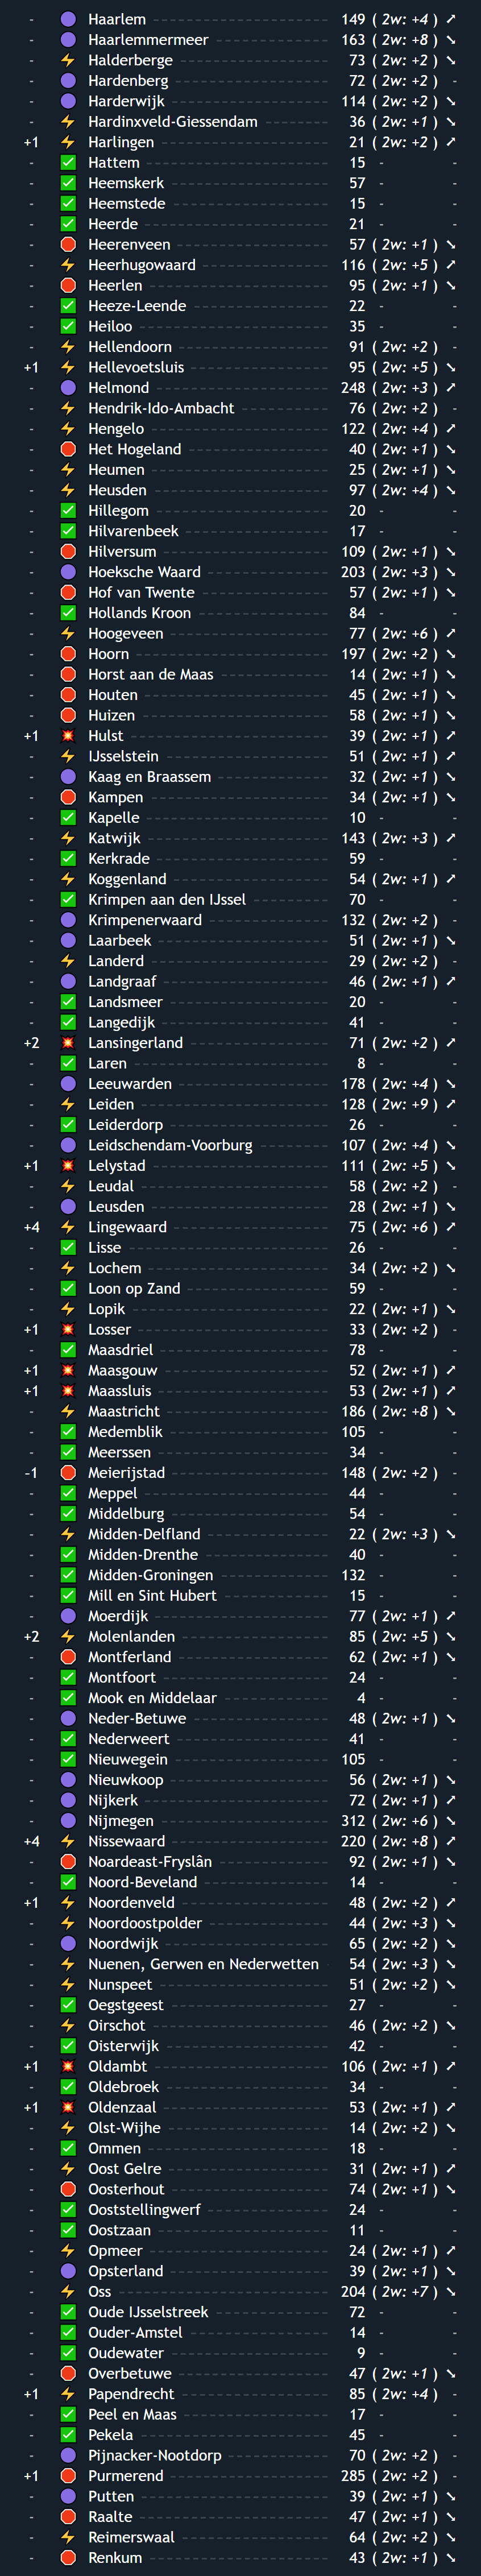 - Haarlem 149 ( 2w: +4 ) ↗
- Haarlemmermeer 163 ( 2w: +8 ) ↘
- Halderberge 73 ( 2w: +2 ) ↘
- Hardenberg 72 ( 2w: +2 ) -
- Harderwijk 114 ( 2w: +2 ) ↘
- Hardinxveld-Giessendam 36 ( 2w: +1 ) ↘
+1 Harlingen 21 ( 2w: +2 ) ↗
- Hattem 15 - -
- Heemskerk 57 - -
- Heemstede 15 - -
- Heerde 21 - -
- Heerenveen 57 ( 2w: +1 ) ↘
- Heerhugowaard 116 ( 2w: +5 ) ↗
- Heerlen 95 ( 2w: +1 ) ↘
- Heeze-Leende 22 - -
- Heiloo 35 - -
- Hellendoorn 91 ( 2w: +2 ) -
+1 Hellevoetsluis 95 ( 2w: +5 ) ↘
- Helmond 248 ( 2w: +3 ) ↗
- Hendrik-Ido-Ambacht 76 ( 2w: +2 ) -
- Hengelo 122 ( 2w: +4 ) ↗
- Het Hogeland 40 ( 2w: +1 ) ↘
- Heumen 25 ( 2w: +1 ) ↘
- Heusden 97 ( 2w: +4 ) ↘
- Hillegom 20 - -
- Hilvarenbeek 17 - -
- Hilversum 109 ( 2w: +1 ) ↘
- Hoeksche Waard 203 ( 2w: +3 ) ↘
- Hof van Twente 57 ( 2w: +1 ) ↘
- Hollands Kroon 84 - -
- Hoogeveen 77 ( 2w: +6 ) ↗
- Hoorn 197 ( 2w: +2 ) ↘
- Horst aan de Maas 14 ( 2w: +1 ) ↘
- Houten 45 ( 2w: +1 ) ↘
- Huizen 58 ( 2w: +1 ) ↘
+1 Hulst 39 ( 2w: +1 ) ↗
- IJsselstein 51 ( 2w: +1 ) ↗
- Kaag en Braassem 32 ( 2w: +1 ) ↘
- Kampen 34 ( 2w: +1 ) ↘
- Kapelle 10 - -
- Katwijk 143 ( 2w: +3 ) ↗
- Kerkrade 59 - -
- Koggenland 54 ( 2w: +1 ) ↗
- Krimpen aan den IJssel 70 - -
- Krimpenerwaard 132 ( 2w: +2 ) -
- Laarbeek 51 ( 2w: +1 ) ↘
- Landerd 29 ( 2w: +2 ) -
- Landgraaf 46 ( 2w: +1 ) ↗
- Landsmeer 20 - -
- Langedijk 41 - -
+2 Lansingerland 71 ( 2w: +2 ) ↗
- Laren 8 - -
- Leeuwarden 178 ( 2w: +4 ) ↘
- Leiden 128 ( 2w: +9 ) ↗
- Leiderdorp 26 - -
- Leidschendam-Voorburg 107 ( 2w: +4 ) ↘
+1 Lelystad 111 ( 2w: +5 ) ↘
- Leudal 58 ( 2w: +2 ) -
- Leusden 28 ( 2w: +1 ) ↘
+4 Lingewaard 75 ( 2w: +6 ) ↗
- Lisse 26 - -
- Lochem 34 ( 2w: +2 ) ↘
- Loon op Zand 59 - -
- Lopik 22 ( 2w: +1 ) ↘
+1 Losser 33 ( 2w: +2 ) -
- Maasdriel 78 - -
+1 Maasgouw 52 ( 2w: +1 ) ↗
+1 Maassluis 53 ( 2w: +1 ) ↗
- Maastricht 186 ( 2w: +8 ) ↘
- Medemblik 105 - -
- Meerssen 34 - -
-1 Meierijstad 148 ( 2w: +2 ) -
- Meppel 44 - -
- Middelburg 54 - -
- Midden-Delfland 22 ( 2w: +3 ) ↘
- Midden-Drenthe 40 - -
- Midden-Groningen 132 - -
- Mill en Sint Hubert 15 - -
- Moerdijk 77 ( 2w: +1 ) ↗
+2 Molenlanden 85 ( 2w: +5 ) ↘
- Montferland 62 ( 2w: +1 ) ↘
- Montfoort 24 - -
- Mook en Middelaar 4 - -
- Neder-Betuwe 48 ( 2w: +1 ) ↘
- Nederweert 41 - -
- Nieuwegein 105 - -
- Nieuwkoop 56 ( 2w: +1 ) ↘
- Nijkerk 72 ( 2w: +1 ) ↗
- Nijmegen 312 ( 2w: +6 ) ↘
+4 Nissewaard 220 ( 2w: +8 ) ↗
- Noardeast-Fryslân 92 ( 2w: +1 ) ↘
- Noord-Beveland 14 - -
+1 Noordenveld 48 ( 2w: +2 ) ↗
- Noordoostpolder 44 ( 2w: +3 ) ↘
- Noordwijk 65 ( 2w: +2 ) ↘
- Nuenen, Gerwen en Nederwetten 54 ( 2w: +3 ) ↘
- Nunspeet 51 ( 2w: +2 ) ↘
- Oegstgeest 27 - -
- Oirschot 46 ( 2w: +2 ) ↘
- Oisterwijk 42 - -
+1 Oldambt 106 ( 2w: +1 ) ↗
- Oldebroek 34 - -
+1 Oldenzaal 53 ( 2w: +1 ) ↗
- Olst-Wijhe 14 ( 2w: +2 ) ↘
- Ommen 18 - -
- Oost Gelre 31 ( 2w: +1 ) ↗
- Oosterhout 74 ( 2w: +1 ) ↘
- Ooststellingwerf 24 - -
- Oostzaan 11 - -
- Opmeer 24 ( 2w: +1 ) ↗
- Opsterland 39 ( 2w: +1 ) ↘
- Oss 204 ( 2w: +7 ) ↘
- Oude IJsselstreek 72 - -
- Ouder-Amstel 14 - -
- Oudewater 9 - -
- Overbetuwe 47 ( 2w: +1 ) ↘
+1 Papendrecht 85 ( 2w: +4 ) -
- Peel en Maas 17 - -
- Pekela 45 - -
- Pijnacker-Nootdorp 70 ( 2w: +2 ) -
+1 Purmerend 285 ( 2w: +2 ) -
- Putten 39 ( 2w: +1 ) ↘
- Raalte 47 ( 2w: +1 ) ↘
- Reimerswaal 64 ( 2w: +2 ) ↘
- Renkum 43 ( 2w: +1 ) ↘